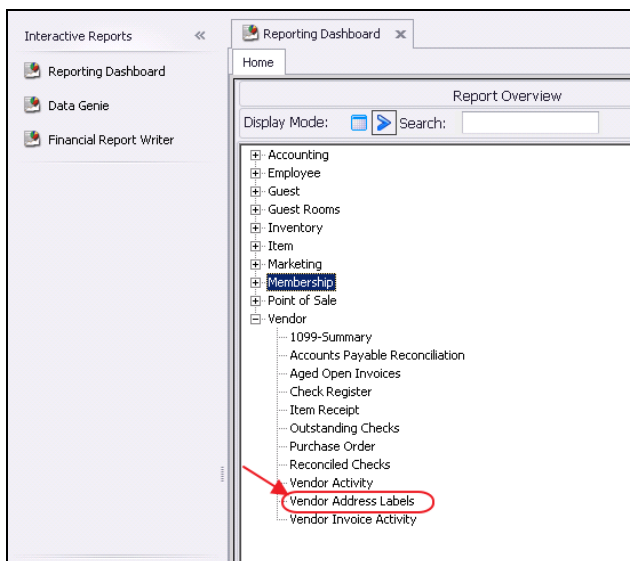 Interactive Reports
Reporting Dashboard
Data Genie
Financial Report Writer
Reporting Dashboard
Home
Report Overview
Display Mode: Search:
Accounting
Employee
Guest
Guest Rooms
Inventory
Item
Marketing
Membership
Point of Sale
Vendor
1099-Summary
Accounts Payable Reconciliation
Aged Open Invoices
Check Register
Item Receipt
Outstanding Checks
Purchase Order
Reconciled Checks
Vendor Activity
Vendor Address Labels
Vendor Invoice Activity